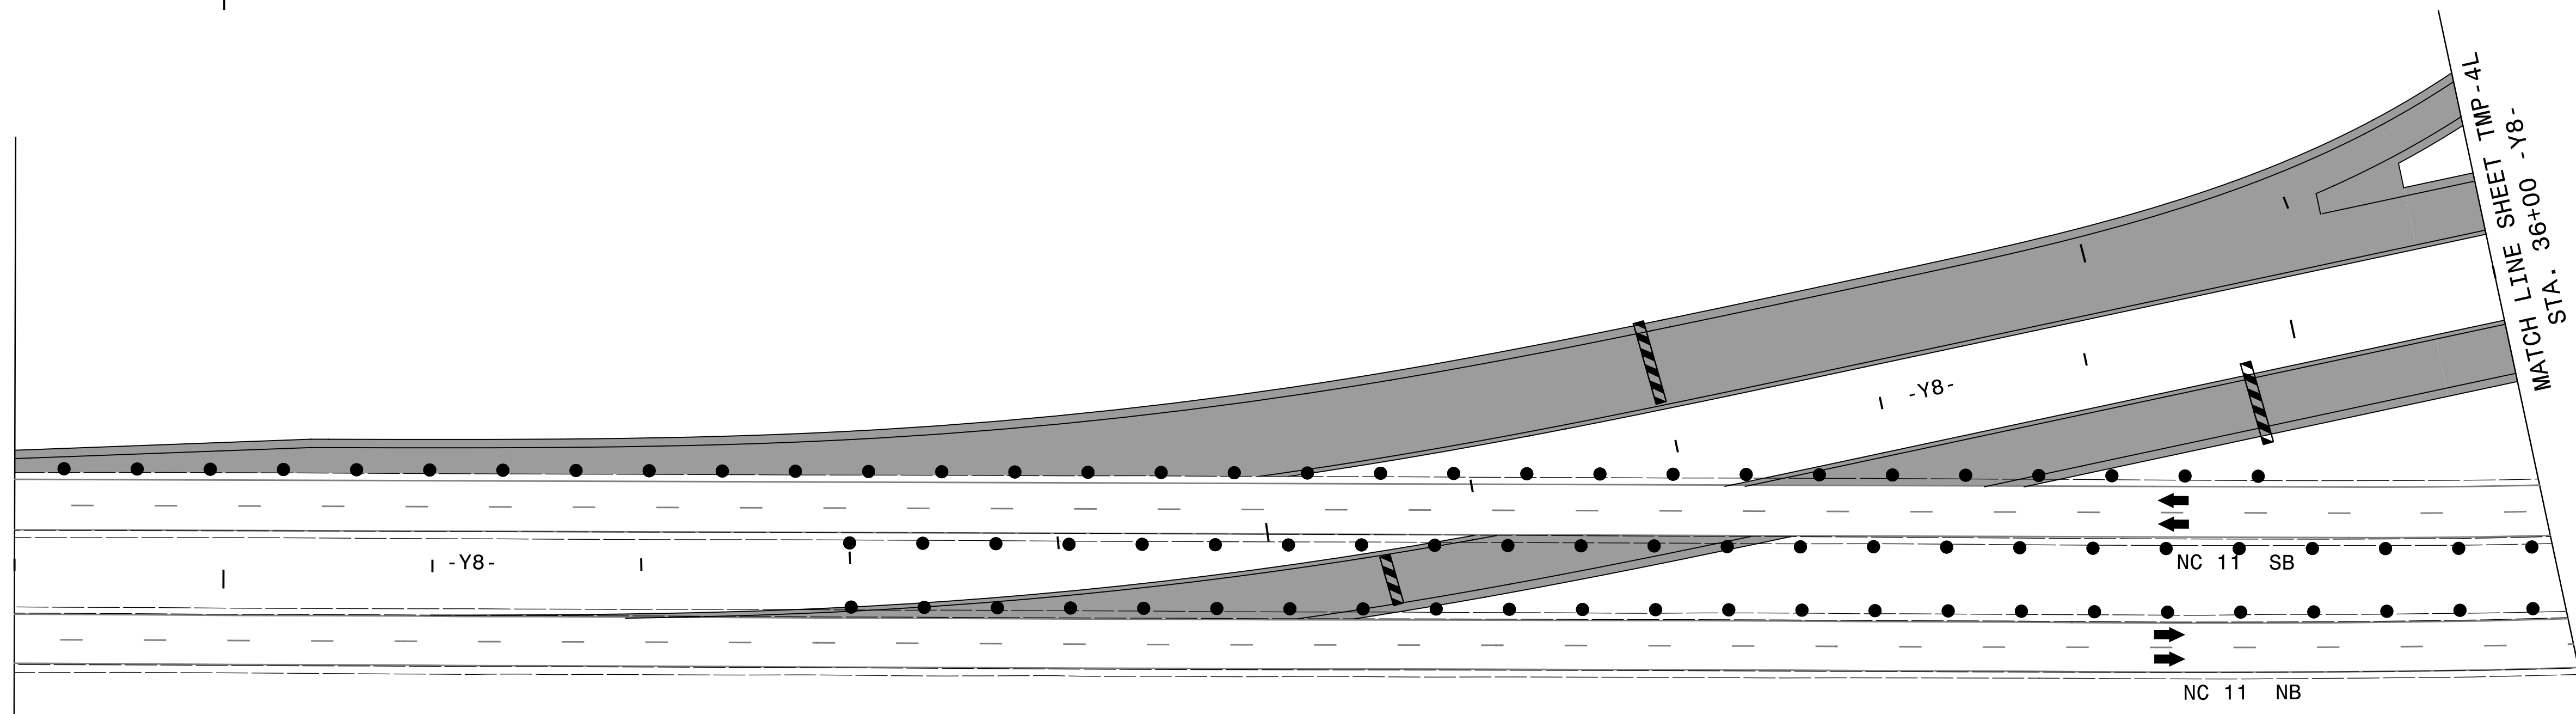 MATCH LINE SHEET TMP-4L
STA. 36+00 -Y8-
-Y8-
-Y8-
NC 11 SB
NC 11 NB